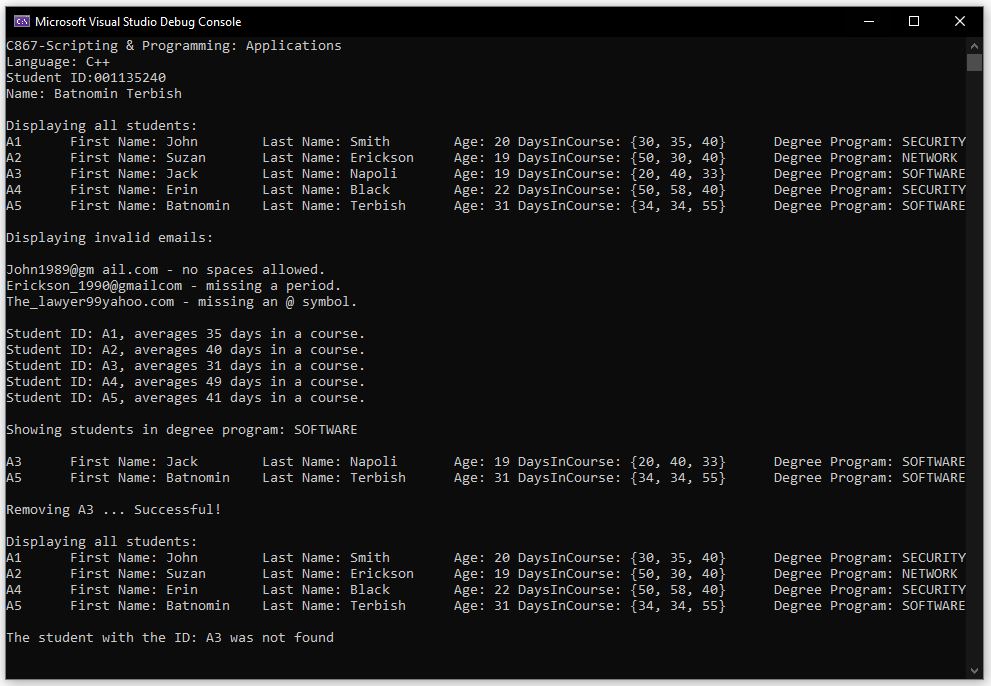 Microsoft Visual Studio Debug Console
C867-Scripting & Programming: Applications
Language: C++
Student ID:001135240
Name: Batnomin Terbish
Displaying all students:
A1 First Name: John Last Name: Smith Age: 20 DaysInCourse: {30, 35, 40} Degree Program: SECURITY
A2 First Name: Suzan Last Name: Erickson Age: 19 DaysInCourse: {50, 30, 40} Degree Program: NETWORK
A3 First Name: Jack Last Name: Napoli Age: 19 DaysInCourse: {20, 40, 33} Degree Program: SOFTWARE
A4 First Name: Erin Last Name: Black Age: 22 DaysInCourse: {50, 58, 40} Degree Program: SECURITY
A5 First Name: Batnomin Last Name: Terbish Age: 31 DaysInCourse: {34, 34, 55} Degree Program: SOFTWARE
Displaying invalid emails:
John1989@gm ail.com - no spaces allowed.
Erickson_1990@gmailcom - missing a period.
The_lawyer99yahoo.com - missing an @ symbol.
Student ID: A1, averages 35 days in a course.
Student ID: A2, averages 40 days in a course.
Student ID: A3, averages 31 days in a course.
Student ID: A4, averages 49 days in a course.
Student ID: A5, averages 41 days in a course.
Showing students in degree program: SOFTWARE
A3 First Name: Jack Last Name: Napoli Age: 19 DaysInCourse: {20, 40, 33} Degree Program: SOFTWARE
A5 First Name: Batnomin Last Name: Terbish Age: 31 DaysInCourse: {34, 34, 55} Degree Program: SOFTWARE
Removing A3 ... Successful!
Displaying all students:
A1 First Name: John Last Name: Smith Age: 20 DaysInCourse: {30, 35, 40} Degree Program: SECURITY
A2 First Name: Suzan Last Name: Erickson Age: 19 DaysInCourse: {50, 30, 40} Degree Program: NETWORK
A4 First Name: Erin Last Name: Black Age: 22 DaysInCourse: {50, 58, 40} Degree Program: SECURITY
A5 First Name: Batnomin Last Name: Terbish Age: 31 DaysInCourse: {34, 34, 55} Degree Program: SOFTWARE
The student with the ID: A3 was not found